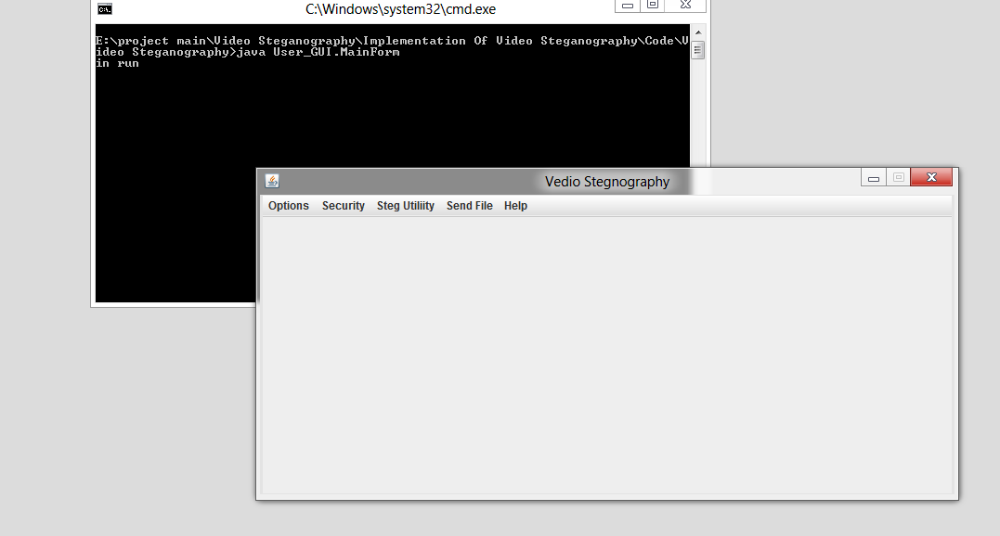 C:\Windows\system32\cmd.exe
E:\project main\Video Steganography\Implementation Of Video Steganography\Code\V
ideo Steganography>java User_GUI.MainForm
in run
Vedio Stegnography
Options Security Steg Utiliity Send File Help